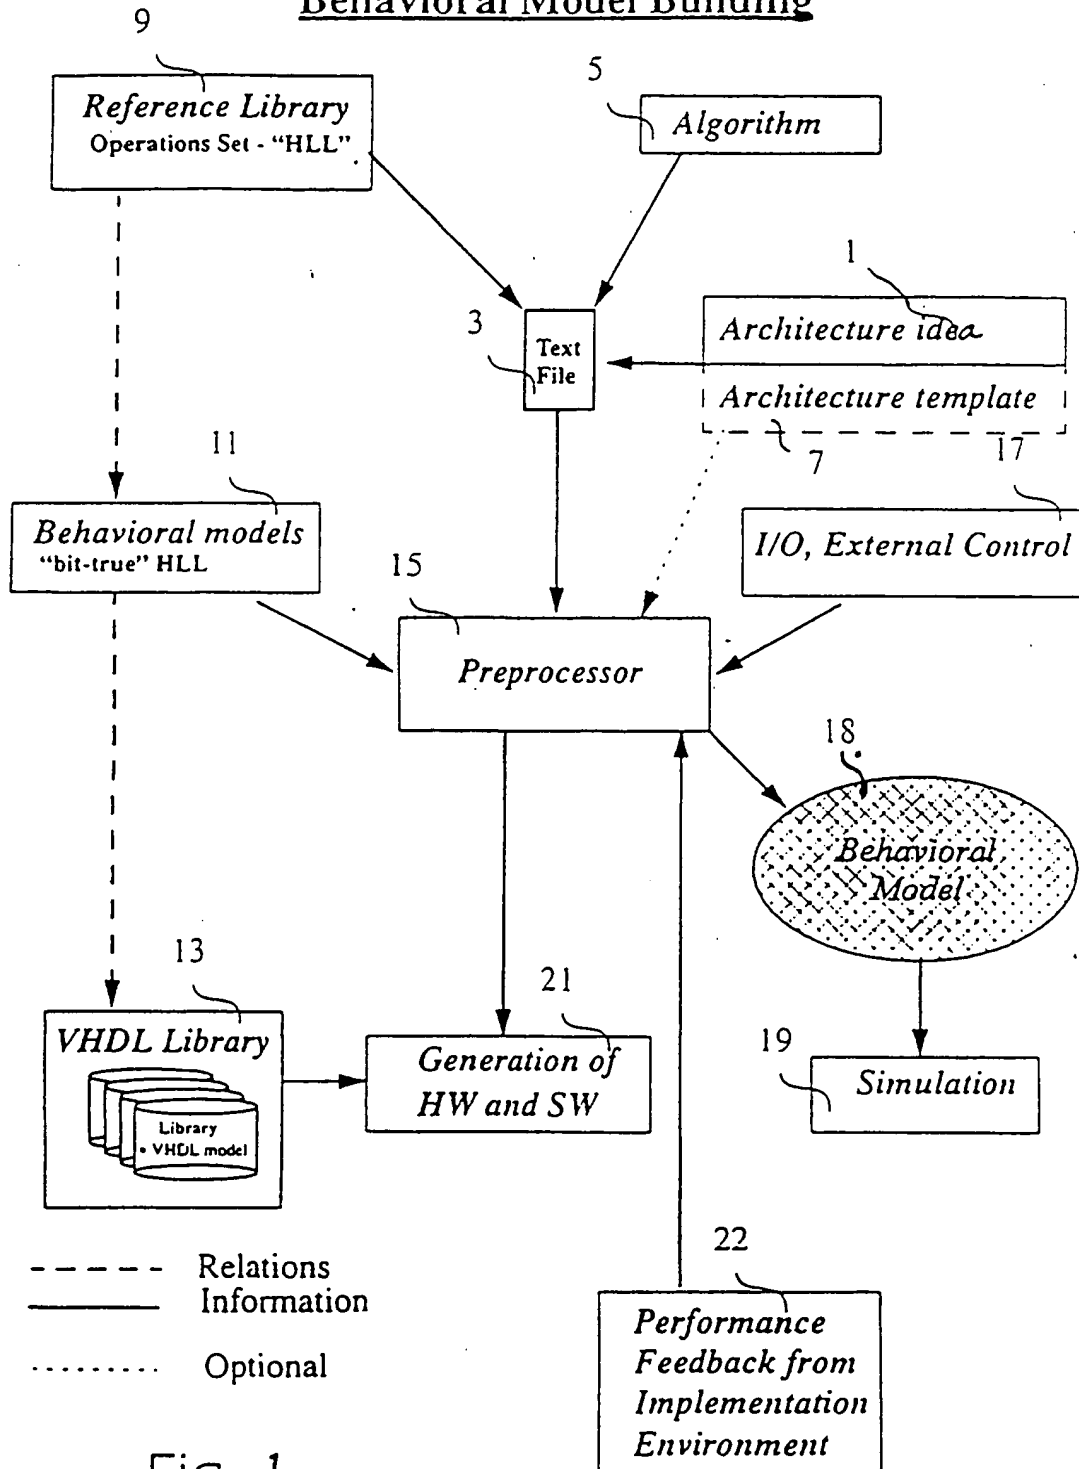 Behavioral Model Building
9
Reference Library
Operations Set - "HLL"
5
Algorithm
1
Architecture idea
3
Text
File
Architecture template
7
17
11
Behavioral models
"bit-true" HLL
I/O, External Control
15
Preprocessor
18
Behavioral
Model
13
VHDL Library
Library
• VHDL model
21
Generation of
HW and SW
19
Simulation
22
Performance
Feedback from
Implementation
Environment
Relations
Information
Optional
Fig. 1